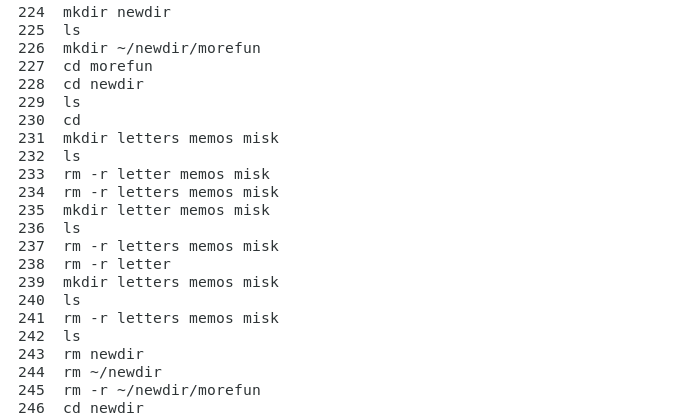 224  mkdir newdir
225  ls
226  mkdir ~/newdir/morefun
227  cd morefun
228  cd newdir
229  ls
230  cd
231  mkdir letters memos misk
232  ls
233  rm -r letter memos misk
234  rm -r letters memos misk
235  mkdir letter memos misk
236  ls
237  rm -r letters memos misk
238  rm -r letter
239  mkdir letters memos misk
240  ls
241  rm -r letters memos misk
242  ls
243  rm newdir
244  rm ~/newdir
245  rm -r ~/newdir/morefun
246  cd newdir